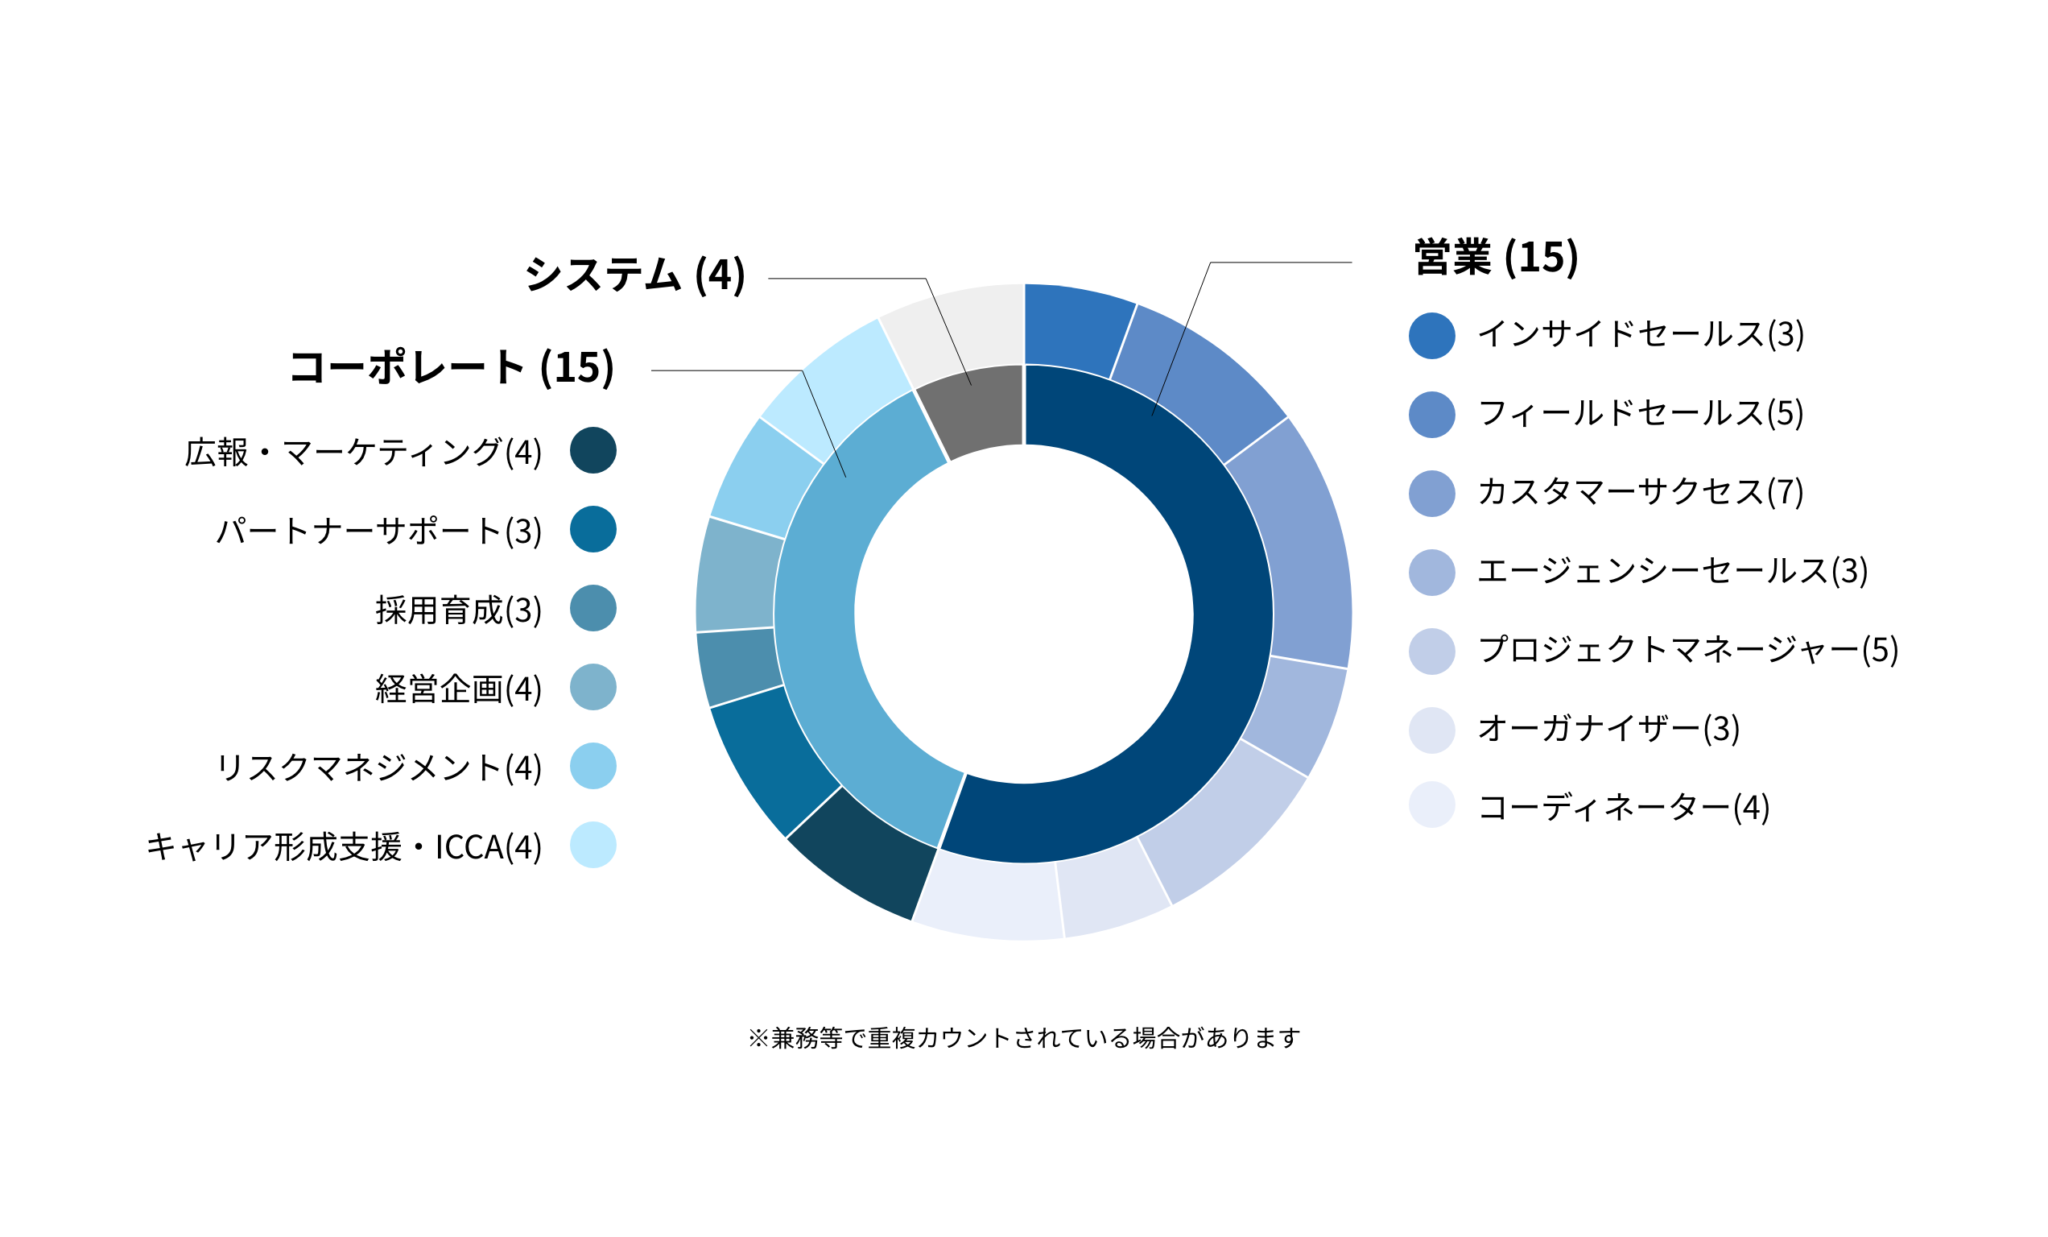 システム (4)
コーポレート (15)
広報・マーケティング(4)
パートナーサポート(3)
採用育成(3)
経営企画(4)
リスクマネジメント(4)
キャリア形成支援・ICCA(4)
営業 (15)
インサイドセールス(3)
フィールドセールス(5)
カスタマーサクセス(7)
エージェンシーセールス(3)
プロジェクトマネージャー(5)
オーガナイザー(3)
コーディネーター(4)
※兼務等で重複カウントされている場合があります